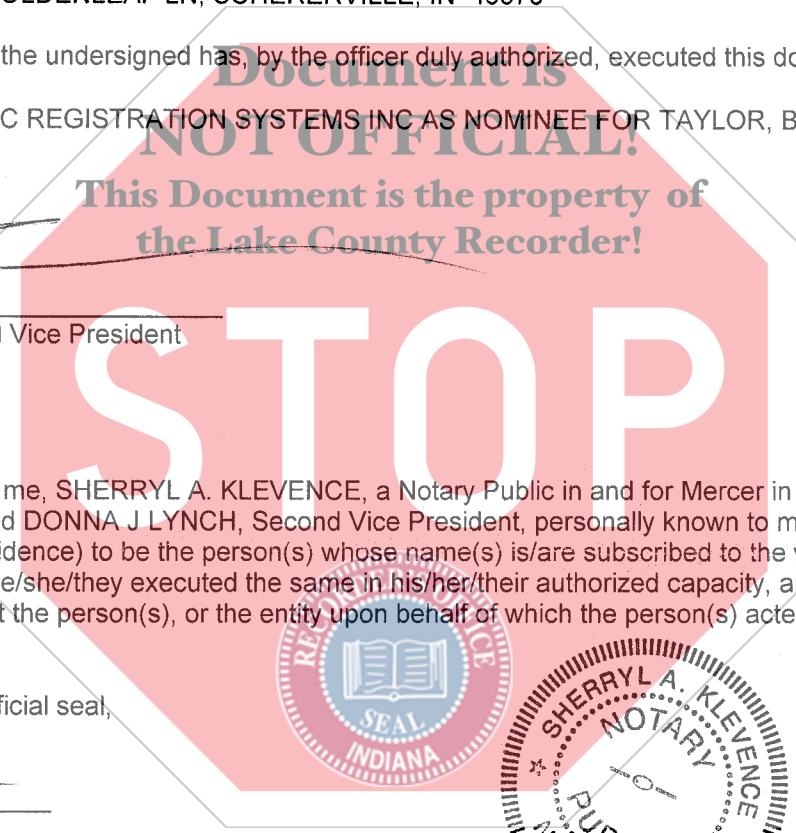 LN, SCHERERVILLE, IN
the undersigned has, by the officer duly authorized, executed this do
Document is
C REGISTRATION SYSTEMS INC AS NOMINEE FOR TAYLOR, B
NOT OFFICIAL!
This Document is the property of
the Lake County Recorder!
Vice President
STOP
me, SHERRYL A. KLEVENCE, a Notary Public in and for Mercer in
d DONNA J LYNCH, Second Vice President, personally known to m
idence) to be the person(s) whose name(s) is/are subscribed to the
e/she/they executed the same in his/her/their authorized capacity, a
t the person(s), or the entity upon behalf of which the person(s) acte
RECORDER'S OFFICE
SEAL
INDIANA
ficial seal,
SHERRYL A. KLEVENCE
NOTARY